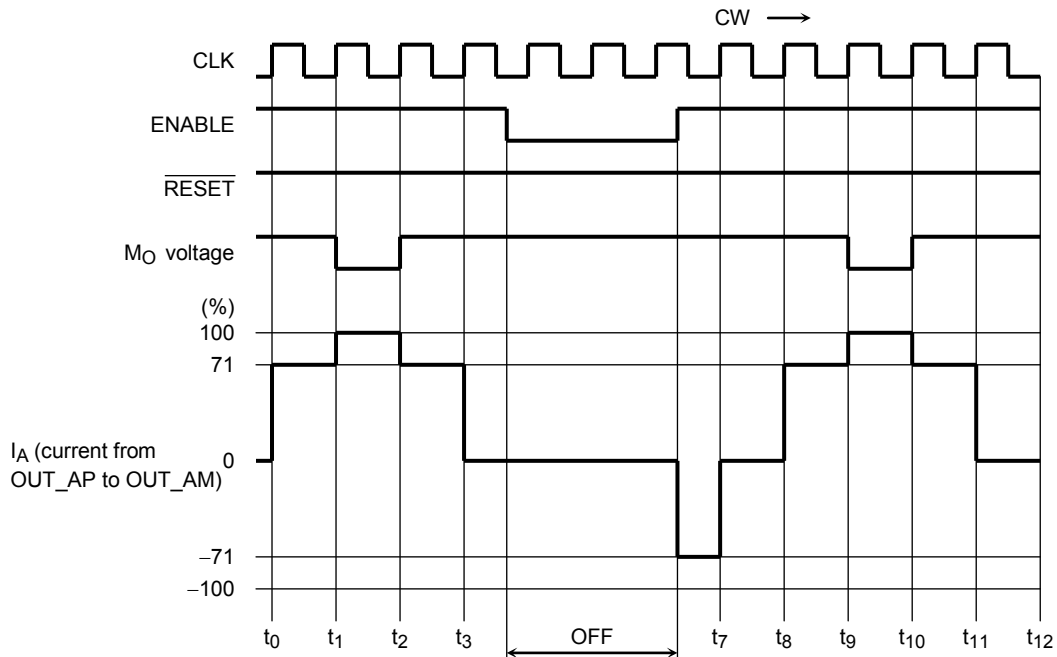 CW
CLK
ENABLE
RESET
MO voltage
(%)
100
71
IA (current from
OUT_AP to OUT_AM)
0
−71
−100
t0 t1 t2 t3 OFF t7 t8 t9 t10 t11 t12